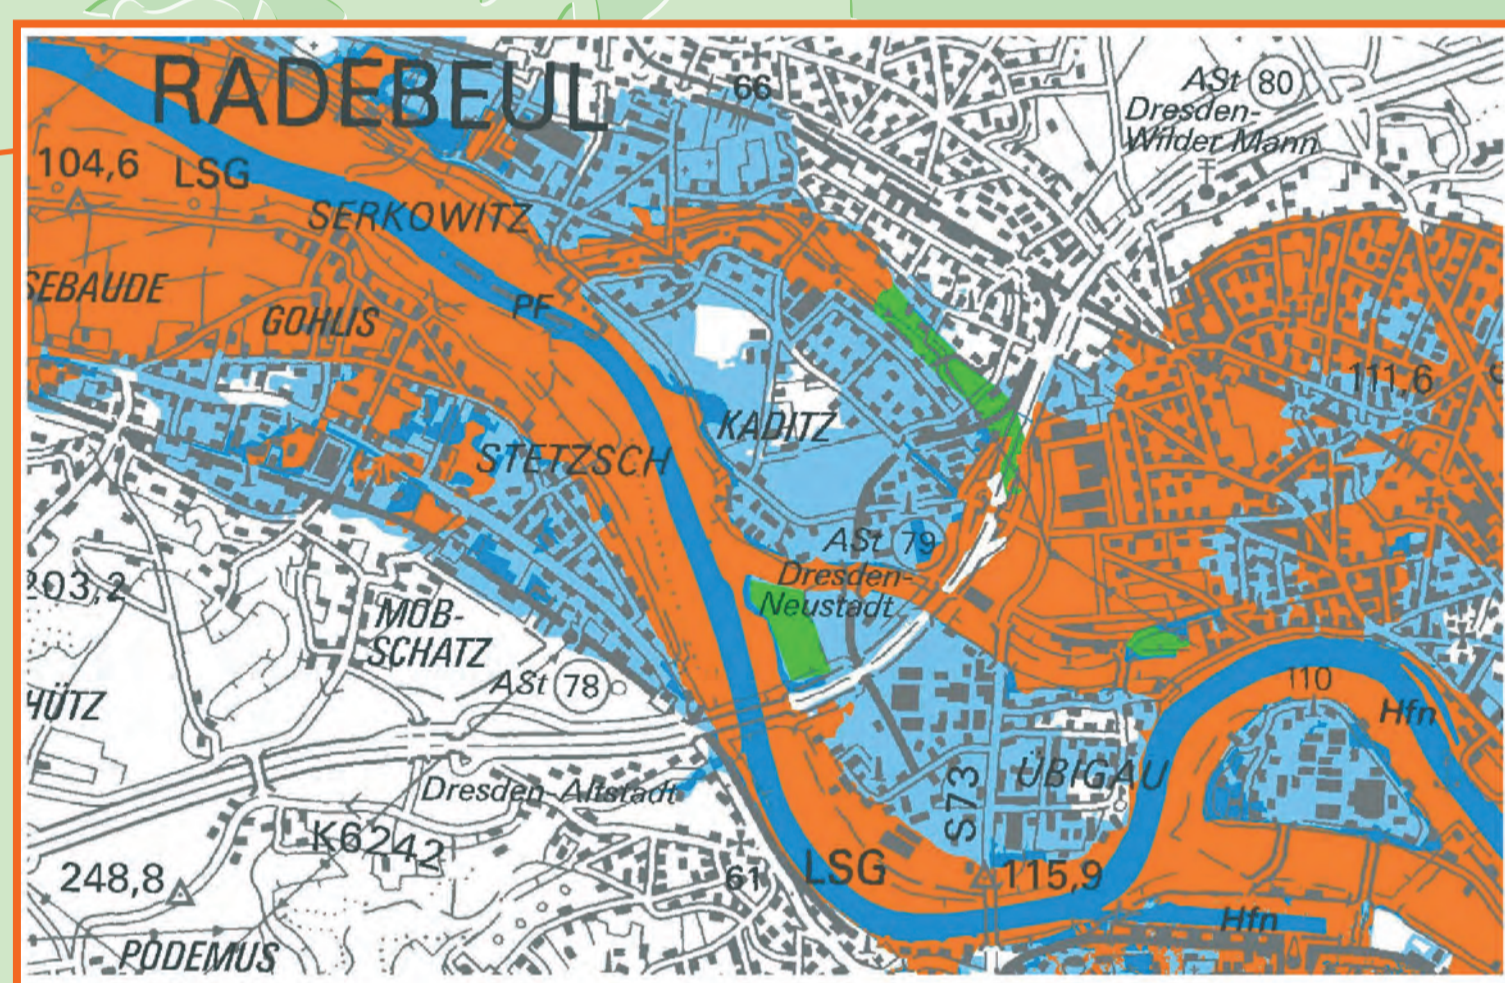 RADEBEUL
66
ASt 80
Dresden-
Wilder Mann
104,6
LSG
SERKOWITZ
SEBAUDE
GOHLIS
PF
111,6
KADITZ
STETZSCH
ASt 79
Dresden-
Neustadt
203,2
MOB-
SCHATZ
ASt 78
HÜTZ
110
Hfn
Dresden-Altstadt
S73
ÜBIGAU
K6242
248,8
61
LSG
115,9
Hfn
PODEMUS